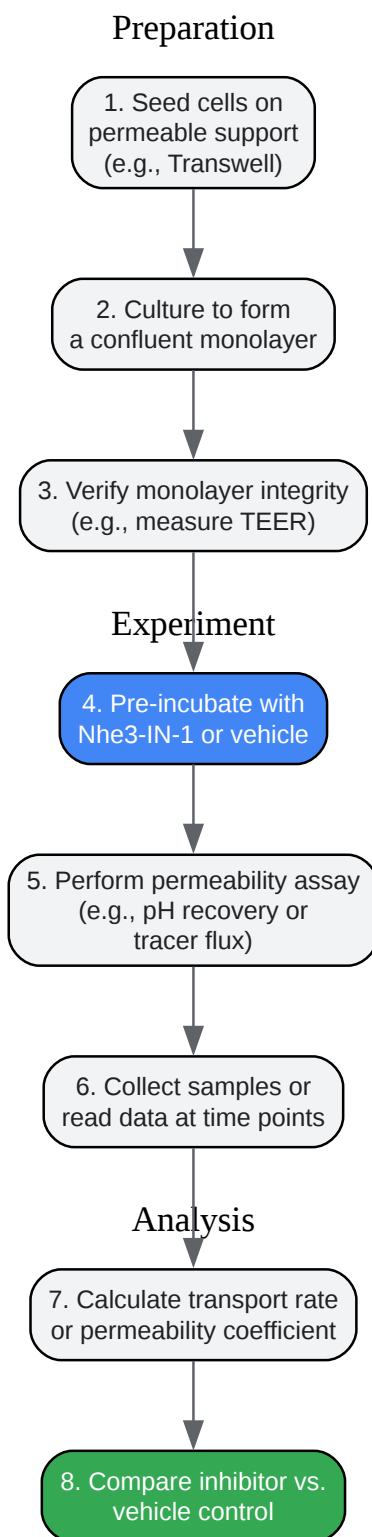 Preparation
1. Seed cells on
permeable support
(e.g., Transwell)
2. Culture to form
a confluent monolayer
3. Verify monolayer integrity
(e.g., measure TEER)
Experiment
4. Pre-incubate with
Nhe3-IN-1 or vehicle
5. Perform permeability assay
(e.g., pH recovery or
tracer flux)
6. Collect samples or
read data at time points
Analysis
7. Calculate transport rate
or permeability coefficient
8. Compare inhibitor vs.
vehicle control